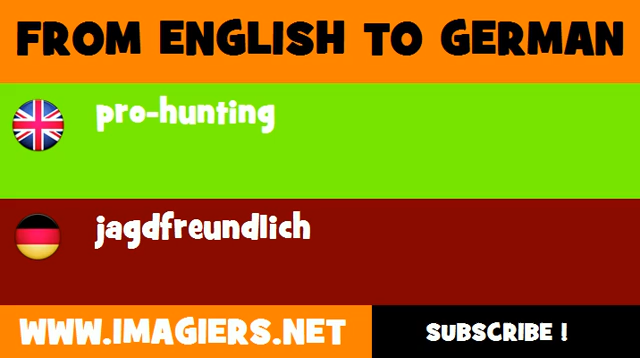 FROM ENGLISH TO GERMAN
pro-hunting
jagdfreundlich
WWW.IMAGIERS.NET
SUBSCRIBE !